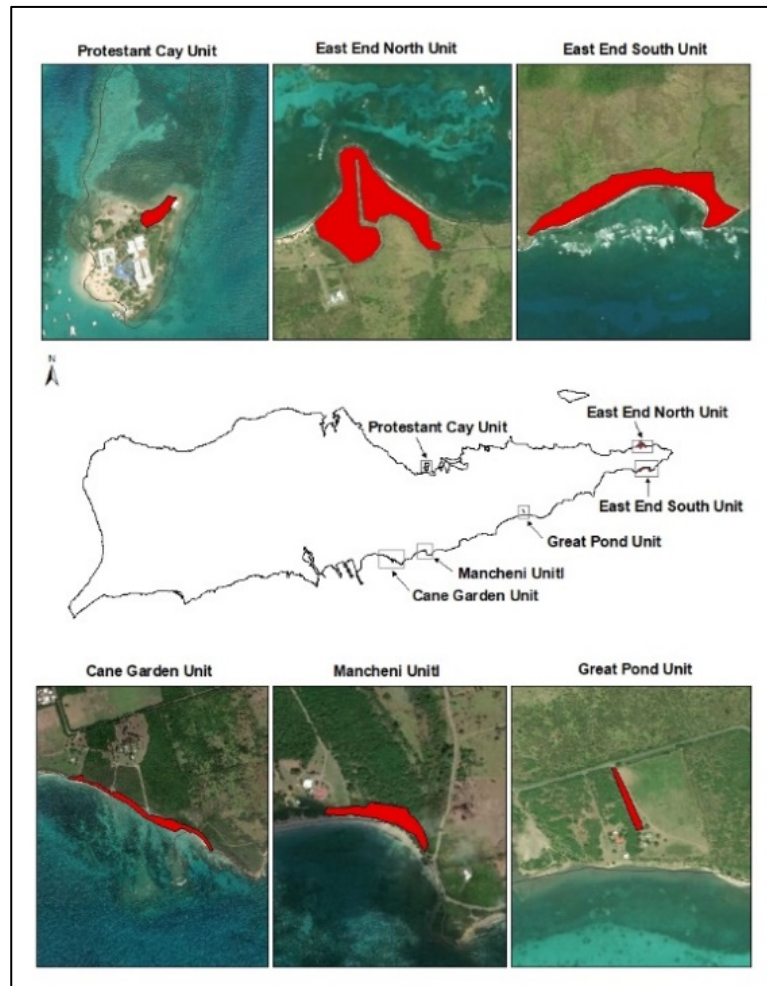 Protestant Cay Unit
East End North Unit
East End South Unit
N
Protestant Cay Unit
East End North Unit
East End South Unit
Great Pond Unit
Mancheni Unitl
Cane Garden Unit
Cane Garden Unit
Mancheni Unitl
Great Pond Unit